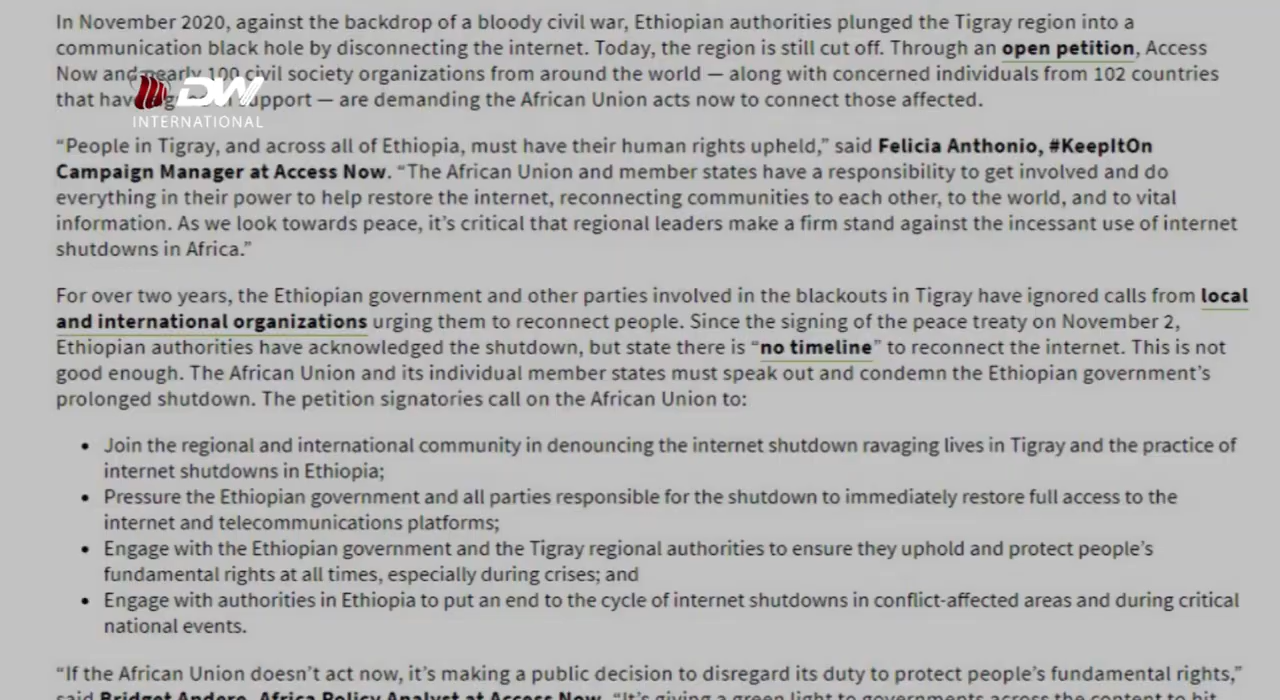 In November 2020, against the backdrop of a bloody civil war, Ethiopian authorities plunged the Tigray region into a
communication black hole by disconnecting the internet. Today, the region is still cut off. Through an open petition, Access
Now and nearly 100 civil society organizations from around the world — along with concerned individuals from 102 countries
that have support — are demanding the African Union acts now to connect those affected.
DW
INTERNATIONAL
“People in Tigray, and across all of Ethiopia, must have their human rights upheld,” said Felicia Anthonio, #KeepItOn
Campaign Manager at Access Now. “The African Union and member states have a responsibility to get involved and do
everything in their power to help restore the internet, reconnecting communities to each other, to the world, and to vital
information. As we look towards peace, it’s critical that regional leaders make a firm stand against the incessant use of internet
shutdowns in Africa.”
For over two years, the Ethiopian government and other parties involved in the blackouts in Tigray have ignored calls from local
and international organizations urging them to reconnect people. Since the signing of the peace treaty on November 2,
Ethiopian authorities have acknowledged the shutdown, but state there is “no timeline” to reconnect the internet. This is not
good enough. The African Union and its individual member states must speak out and condemn the Ethiopian government’s
prolonged shutdown. The petition signatories call on the African Union to:
• Join the regional and international community in denouncing the internet shutdown ravaging lives in Tigray and the practice of
internet shutdowns in Ethiopia;
• Pressure the Ethiopian government and all parties responsible for the shutdown to immediately restore full access to the
internet and telecommunications platforms;
• Engage with the Ethiopian government and the Tigray regional authorities to ensure they uphold and protect people’s
fundamental rights at all times, especially during crises; and
• Engage with authorities in Ethiopia to put an end to the cycle of internet shutdowns in conflict-affected areas and during critical
national events.
“If the African Union doesn’t act now, it’s making a public decision to disregard its duty to protect people’s fundamental rights,”
said Bridget Andere, Africa Policy Analyst at Access Now. “It’s giving a green light to governments across the